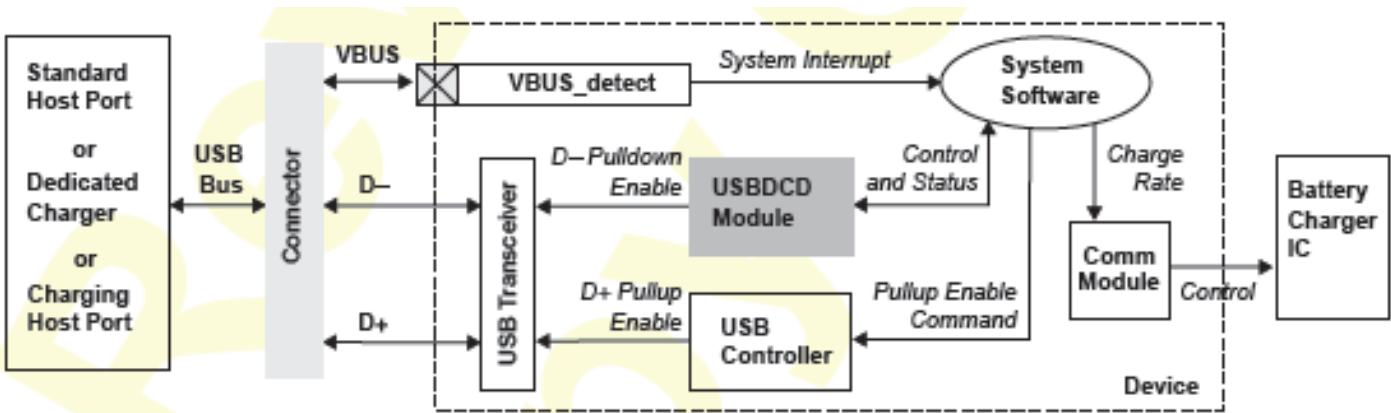 Standard
Host Port
or
Dedicated
Charger
or
Charging
Host Port
USB
Bus
Connector
VBUS
D–
D+
VBUS_detect
System Interrupt
System
Software
USB Transceiver
D– Pulldown
Enable
USBDCD
Module
Control
and Status
Charge
Rate
D+ Pullup
Enable
USB
Controller
Pullup Enable
Command
Comm
Module
Control
Battery
Charger
IC
Device